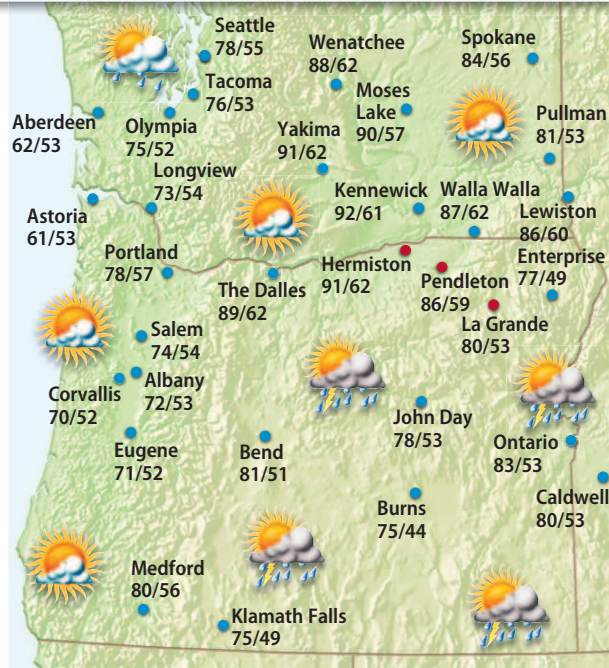 Seattle
78/55
Wenatchee
88/62
Spokane
84/56
Tacoma
76/53
Moses
Lake
90/57
Pullman
81/53
Aberdeen
62/53
Olympia
75/52
Yakima
91/62
Longview
73/54
Kennewick
92/61
Walla Walla
87/62
Lewiston
86/60
Astoria
61/53
Portland
78/57
The Dalles
89/62
Hermiston
91/62
Pendleton
86/59
Enterprise
77/49
La Grande
80/53
Salem
74/54
Corvallis
70/52
Albany
72/53
John Day
78/53
Eugene
71/52
Bend
81/51
Ontario
83/53
Burns
75/44
Caldwell
80/53
Medford
80/56
Klamath Falls
75/49